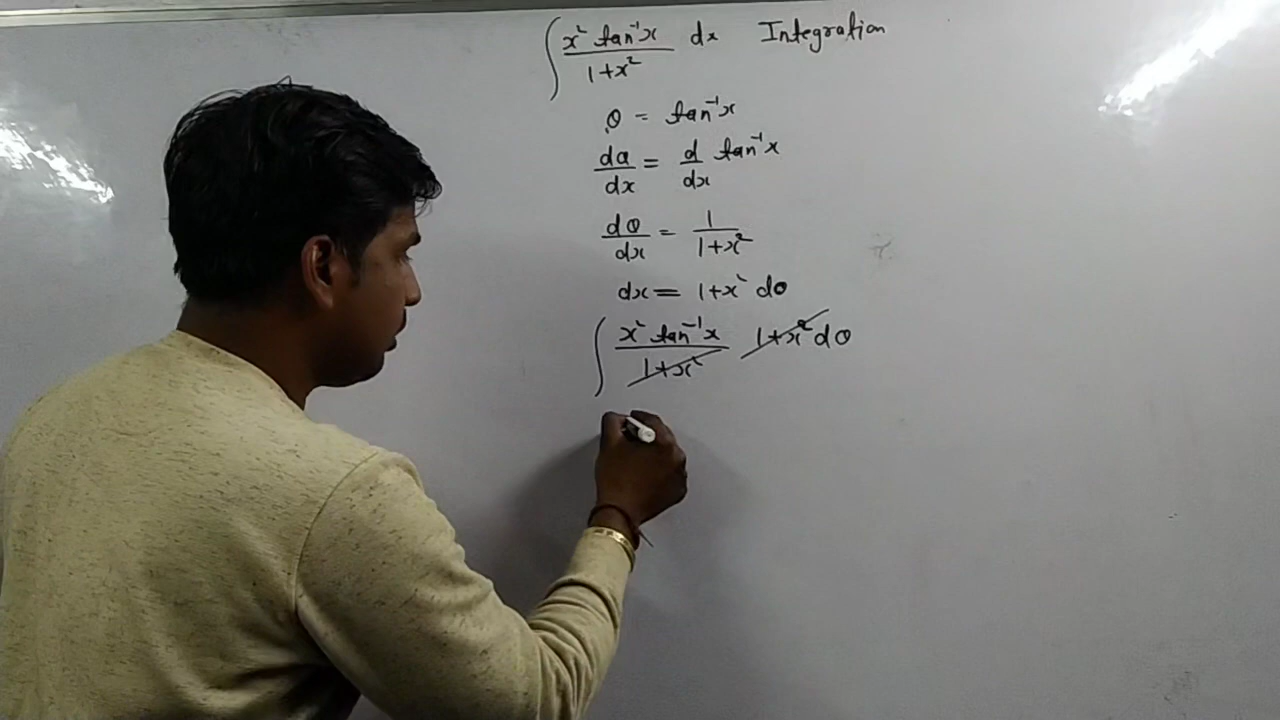 ∫ x² tan⁻¹x / 1+x² dx Integration
θ = tan⁻¹x
dθ/dx = d/dx tan⁻¹x
dθ/dx = 1/1+x²
dx = 1+x² dθ
∫ x² tan⁻¹x / 1+x² 1+x² dθ